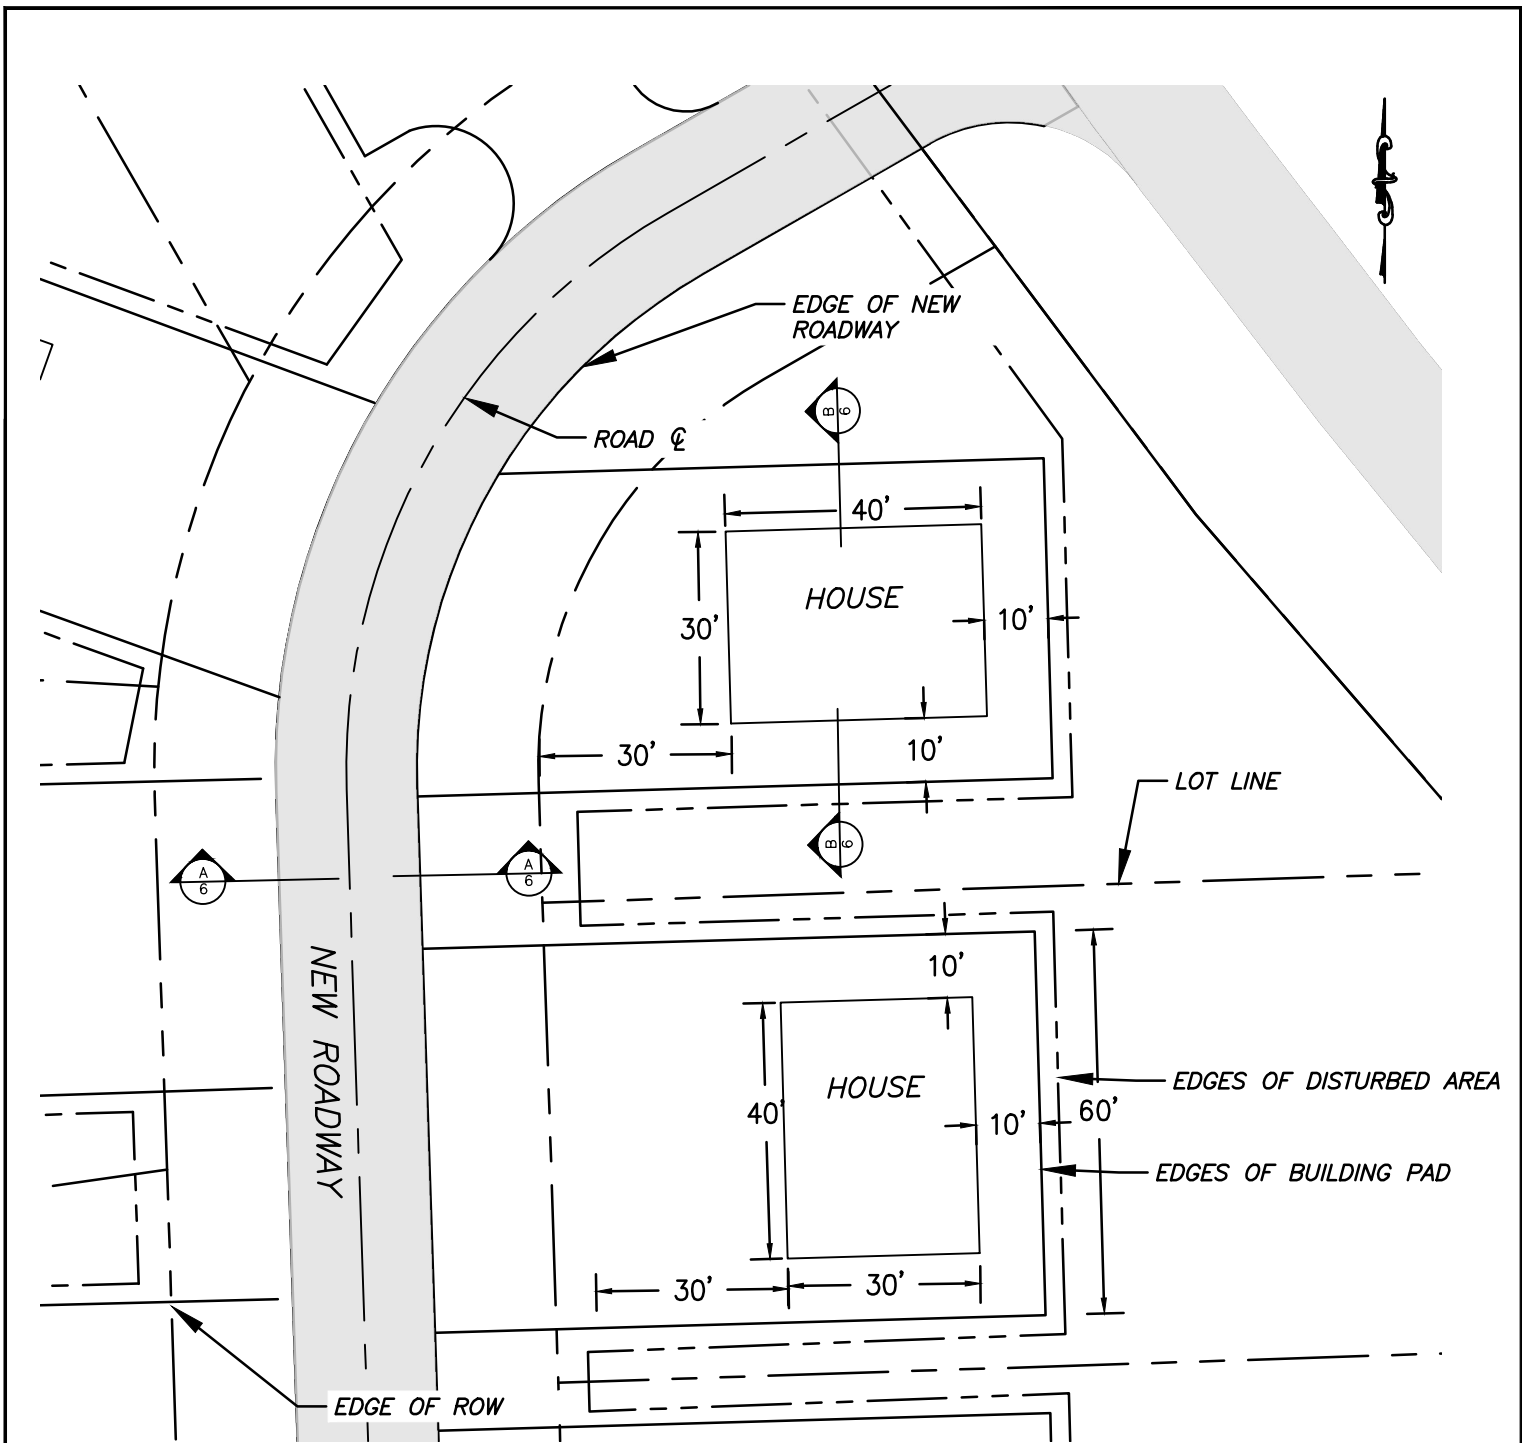 EDGE OF NEW
ROADWAY
B
6
ROAD ℄
40'
HOUSE
30'
10'
30'
10'
LOT LINE
B
6
A
6
A
6
NEW ROADWAY
10'
HOUSE
EDGES OF DISTURBED AREA
40'
10'
60'
EDGES OF BUILDING PAD
30'
30'
EDGE OF ROW